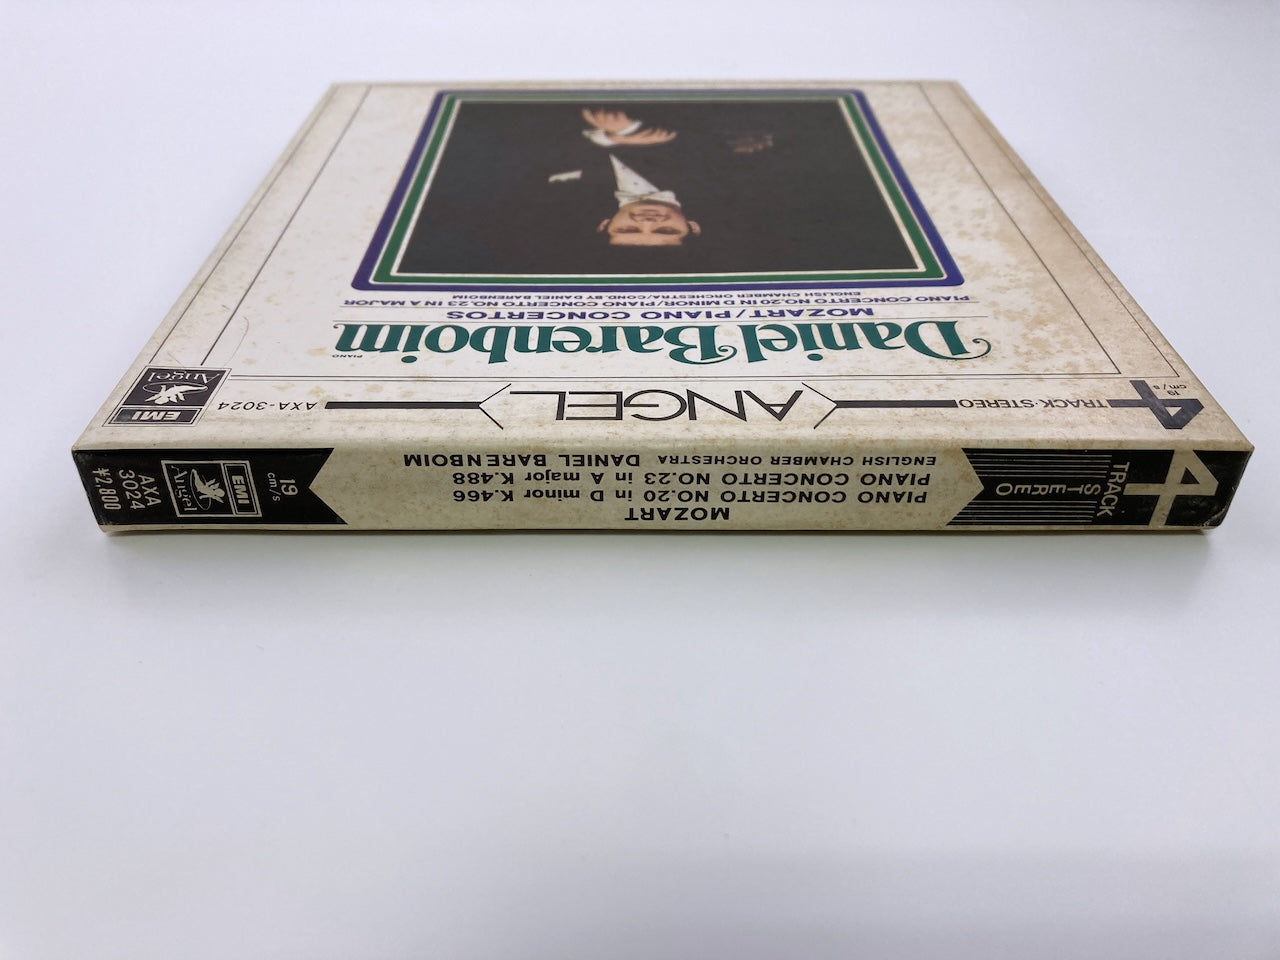 4
TRACK
STEREO
MOZART
PIANO CONCERTO NO.20 in D minor K.466
PIANO CONCERTO NO.23 in A major K.488
ENGLISH CHAMBER ORCHESTRA DANIEL BARENBOIM
19
cm/s
EMI
Angel
AXA
3024
¥2,800
4
19
cm/s
TRACK·STEREO
ANGEL
AXA-3024
EMI
Angel
Daniel Barenboim
PIANO
MOZART/PIANO CONCERTOS
PIANO CONCERTO NO.20 IN D MINOR/PIANO CONCERTO NO.23 IN A MAJOR
ENGLISH CHAMBER ORCHESTRA/COND. BY DANIEL BARENBOIM